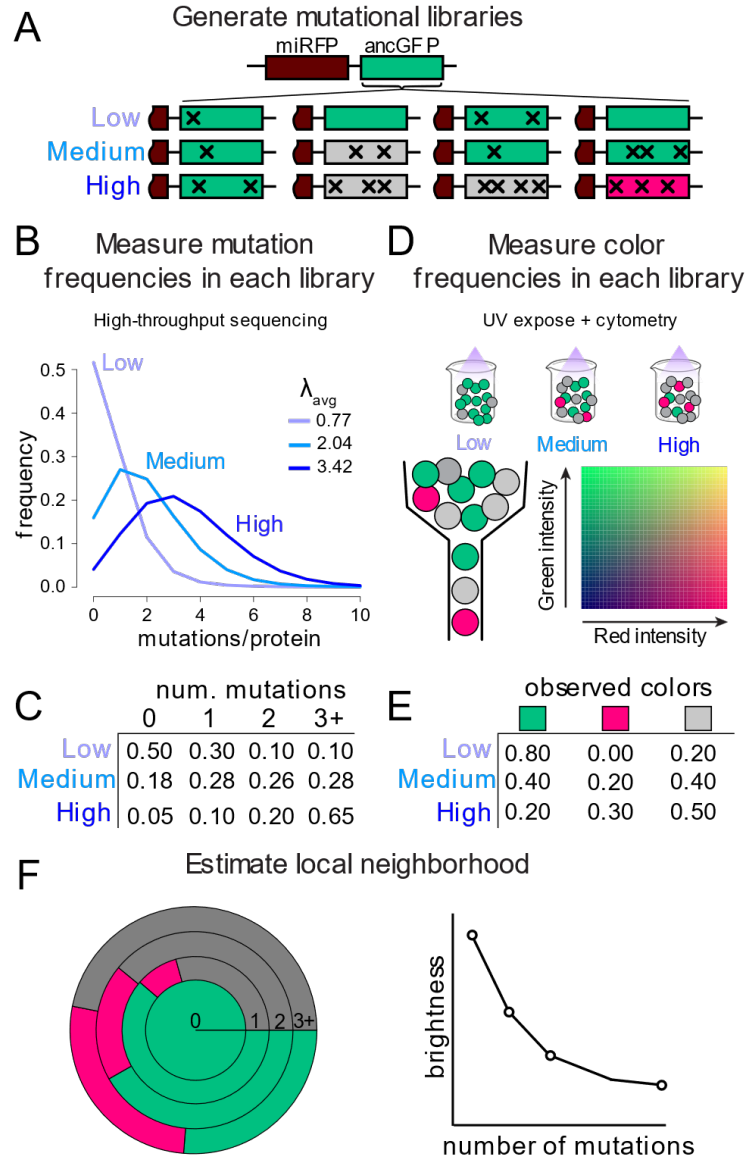 A
Generate mutational libraries
miRFP ancGFP
Low
Medium
High
B
Measure mutation
frequencies in each library
High-throughput sequencing
frequency
0.5
0.4
0.3
0.2
0.1
0.0
Low
Medium
High
λavg
0.77
2.04
3.42
0 2 4 6 8 10
mutations/protein
D
Measure color
frequencies in each library
UV expose + cytometry
Low Medium High
Green intensity
Red intensity
C
num. mutations
0 1 2 3+
Low 0.50 0.30 0.10 0.10
Medium 0.18 0.28 0.26 0.28
High 0.05 0.10 0.20 0.65
E
observed colors
Low 0.80 0.00 0.20
Medium 0.40 0.20 0.40
High 0.20 0.30 0.50
F
Estimate local neighborhood
0 1 2 3+
brightness
number of mutations